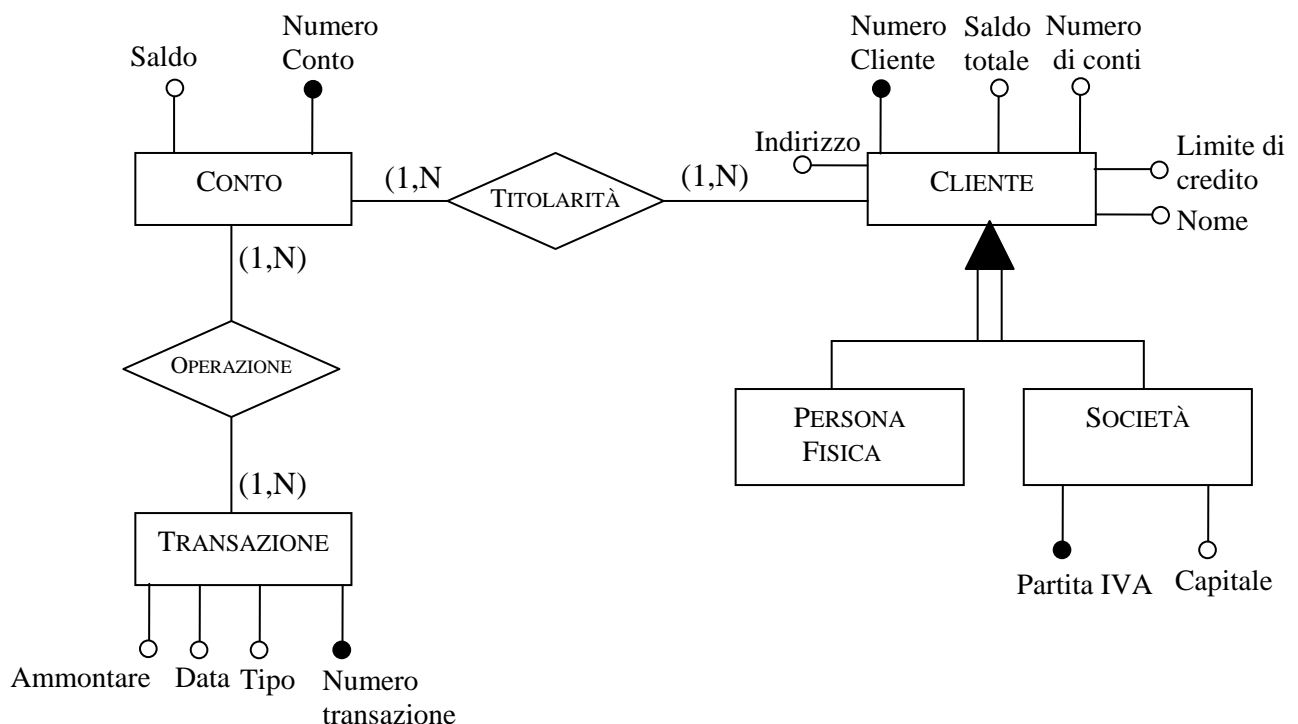 Numero
Conto
Saldo
Numero
Cliente
Saldo
totale
Numero
di conti
Indirizzo
Limite di
credito
Nome
CONTO
(1,N
TITOLARITÀ
(1,N)
CLIENTE
(1,N)
OPERAZIONE
(1,N)
PERSONA
FISICA
SOCIETÀ
TRANSAZIONE
Partita IVA
Capitale
Ammontare
Data
Tipo
Numero
transazione